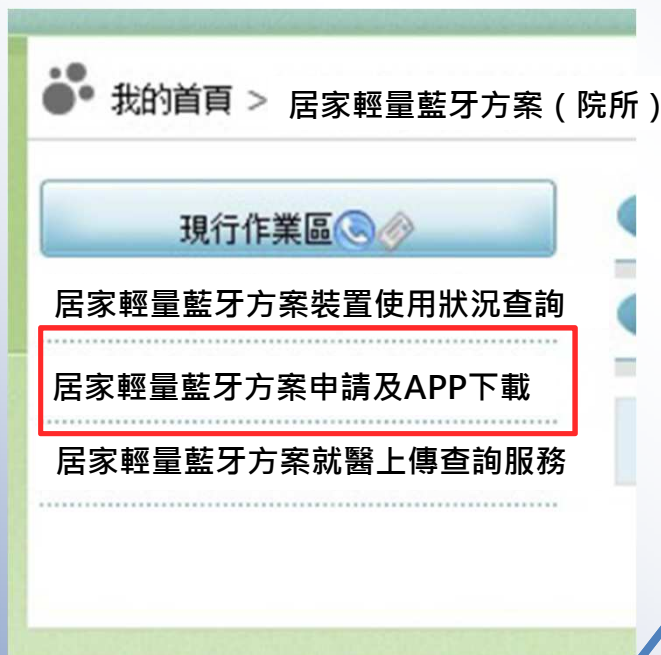 我的首頁 > 居家輕量藍牙方案（院所）
現行作業區
居家輕量藍牙方案裝置使用狀況查詢
居家輕量藍牙方案申請及APP下載
居家輕量藍牙方案就醫上傳查詢服務